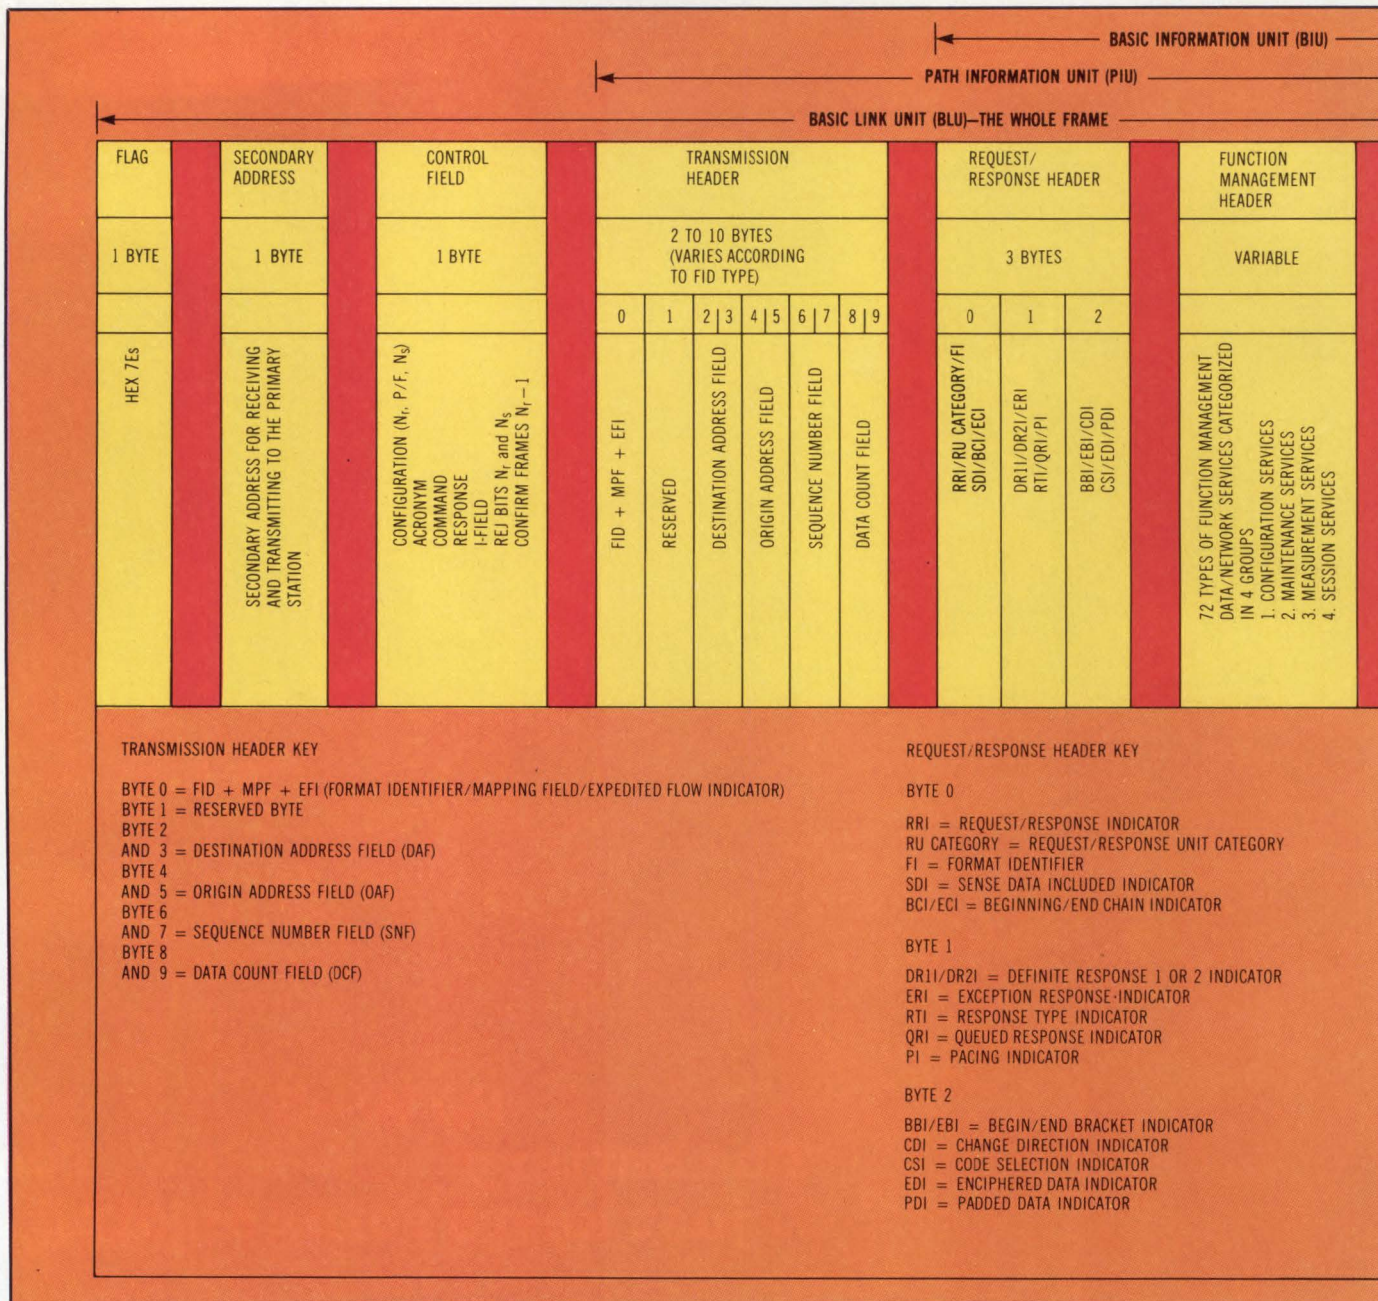 BASIC INFORMATION UNIT (BIU)
PATH INFORMATION UNIT (PIU)
BASIC LINK UNIT (BLU)—THE WHOLE FRAME
FLAG
SECONDARY
ADDRESS
CONTROL
FIELD
TRANSMISSION
HEADER
REQUEST/
RESPONSE HEADER
FUNCTION
MANAGEMENT
HEADER
1 BYTE
1 BYTE
1 BYTE
2 TO 10 BYTES
(VARIES ACCORDING
TO FID TYPE)
3 BYTES
VARIABLE
0
1
2|3
4|5
6|7
8|9
0
1
2
HEX 7Es
SECONDARY ADDRESS FOR RECEIVING
AND TRANSMITTING TO THE PRIMARY
STATION
CONFIGURATION (Nr, P/F, Ns)
ACRONYM
COMMAND
RESPONSE
I-FIELD
REJ BITS Nr and Ns
CONFIRM FRAMES Nr – 1
FID + MPF + EFI
RESERVED
DESTINATION ADDRESS FIELD
ORIGIN ADDRESS FIELD
SEQUENCE NUMBER FIELD
DATA COUNT FIELD
RRI/RU CATEGORY/FI
SDI/BCI/ECI
DR1I/DR2I/ERI
RTI/QRI/PI
BBI/EBI/CDI
CSI/EDI/PDI
72 TYPES OF FUNCTION MANAGEMENT
DATA/NETWORK SERVICES CATEGORIZED
IN 4 GROUPS
1. CONFIGURATION SERVICES
2. MAINTENANCE SERVICES
3. MEASUREMENT SERVICES
4. SESSION SERVICES
TRANSMISSION HEADER KEY
BYTE 0 = FID + MPF + EFI (FORMAT IDENTIFIER/MAPPING FIELD/EXPEDITED FLOW INDICATOR)
BYTE 1 = RESERVED BYTE
BYTE 2
AND 3 = DESTINATION ADDRESS FIELD (DAF)
BYTE 4
AND 5 = ORIGIN ADDRESS FIELD (OAF)
BYTE 6
AND 7 = SEQUENCE NUMBER FIELD (SNF)
BYTE 8
AND 9 = DATA COUNT FIELD (DCF)
REQUEST/RESPONSE HEADER KEY
BYTE 0
RRI = REQUEST/RESPONSE INDICATOR
RU CATEGORY = REQUEST/RESPONSE UNIT CATEGORY
FI = FORMAT IDENTIFIER
SDI = SENSE DATA INCLUDED INDICATOR
BCI/ECI = BEGINNING/END CHAIN INDICATOR
BYTE 1
DR1I/DR2I = DEFINITE RESPONSE 1 OR 2 INDICATOR
ERI = EXCEPTION RESPONSE INDICATOR
RTI = RESPONSE TYPE INDICATOR
QRI = QUEUED RESPONSE INDICATOR
PI = PACING INDICATOR
BYTE 2
BBI/EBI = BEGIN/END BRACKET INDICATOR
CDI = CHANGE DIRECTION INDICATOR
CSI = CODE SELECTION INDICATOR
EDI = ENCIPHERED DATA INDICATOR
PDI = PADDED DATA INDICATOR